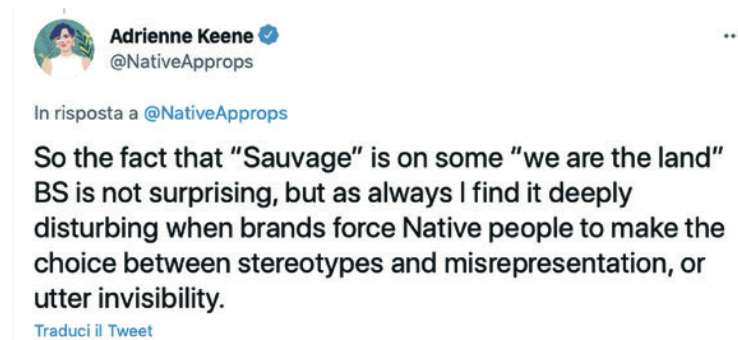 Adrienne Keene
@NativeApprops
In risposta a @NativeApprops
So the fact that “Sauvage” is on some “we are the land”
BS is not surprising, but as always I find it deeply
disturbing when brands force Native people to make the
choice between stereotypes and misrepresentation, or
utter invisibility.
Traduci il Tweet